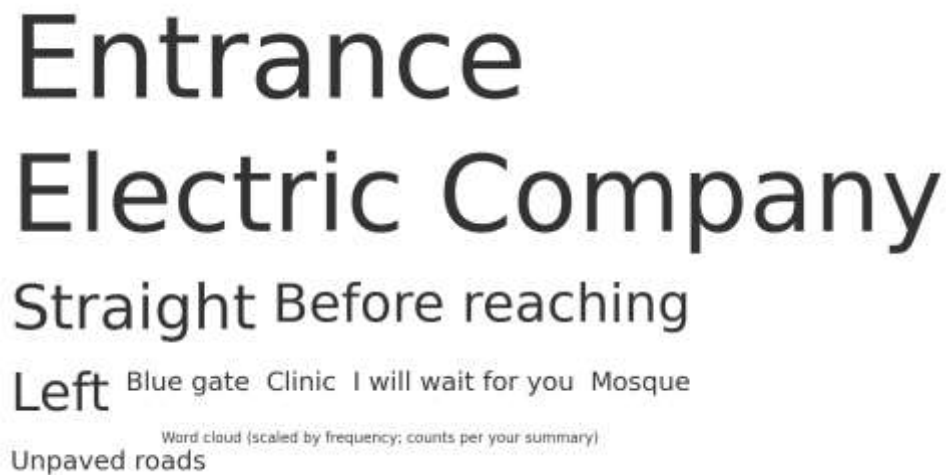 Entrance
Electric Company
Straight Before reaching
Left Blue gate Clinic I will wait for you Mosque
Word cloud (scaled by frequency; counts per your summary)
Unpaved roads